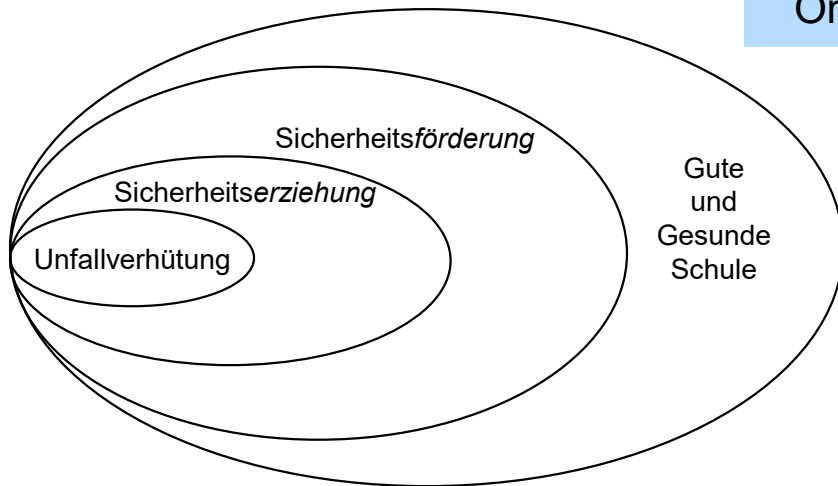 Sicherheitsförderung
Sicherheitserziehung
Unfallverhütung
Gute
und
Gesunde
Schule